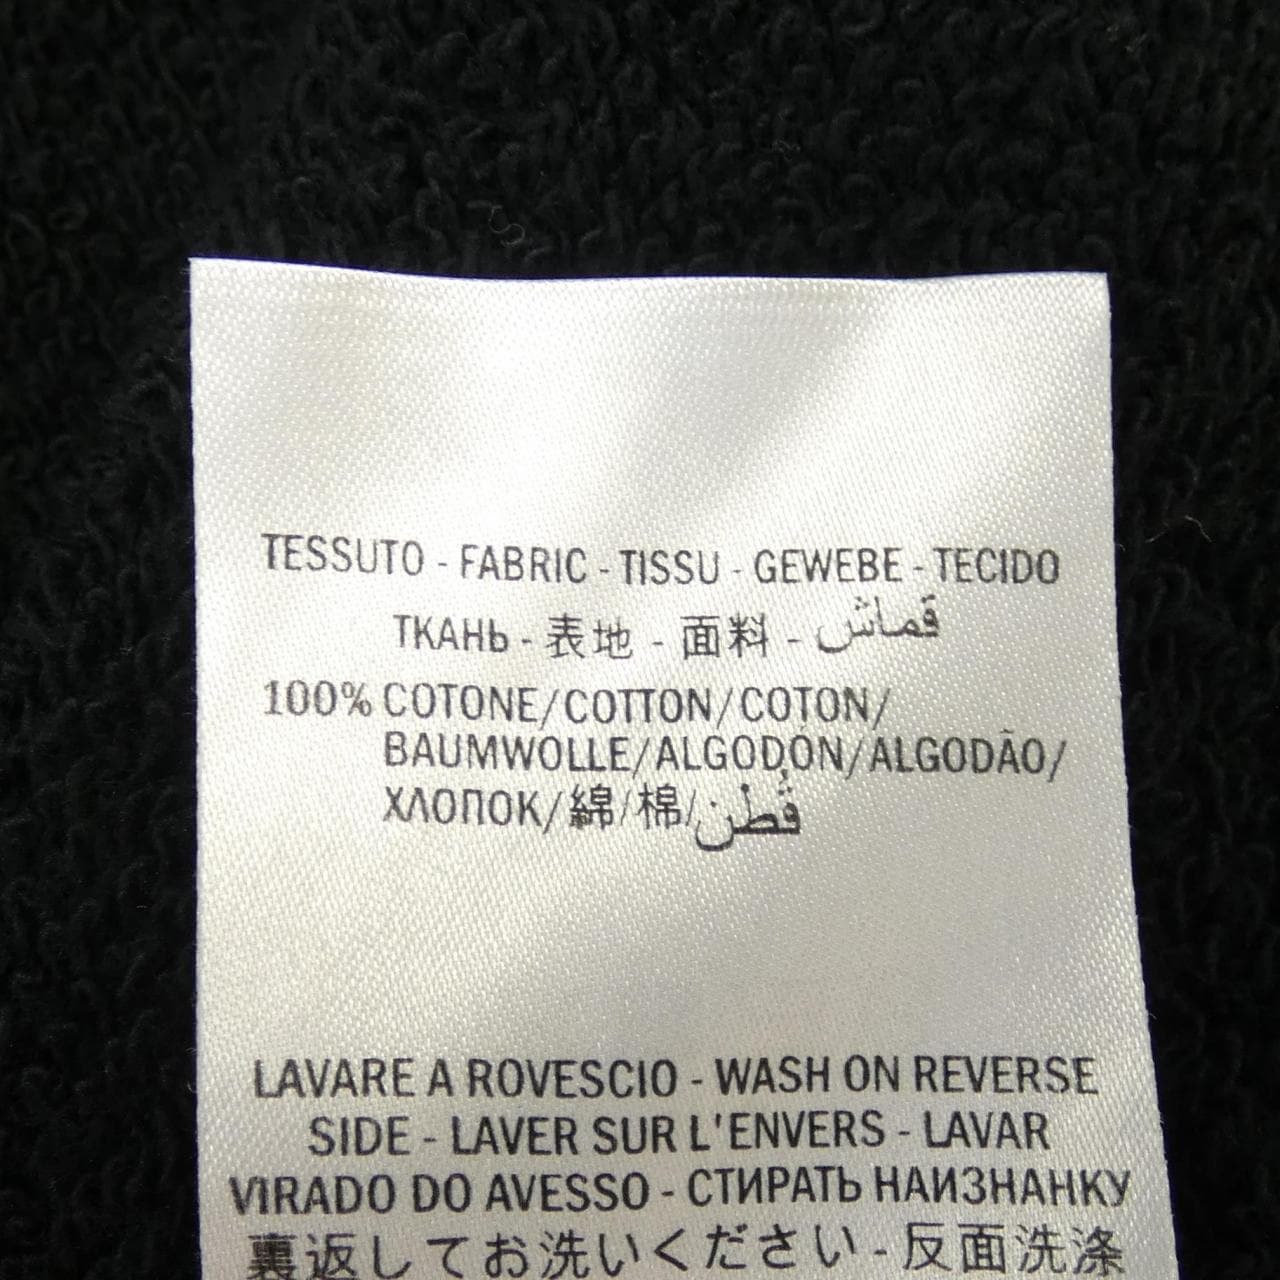 TESSUTO - FABRIC - TISSU - GEWEBE - TECIDO
ТКАНЬ - 表地 - 面料 - قماش
100% COTONE/COTTON/COTON/
BAUMWOLLE/ALGODÓN/ALGODÃO/
ХЛОПОК/綿/棉/قطن
LAVARE A ROVESCIO - WASH ON REVERSE
SIDE - LAVER SUR L'ENVERS - LAVAR
VIRADO DO AVESSO - СТИРАТЬ НАИЗНАНКУ
裏返してお洗いください - 反面洗涤